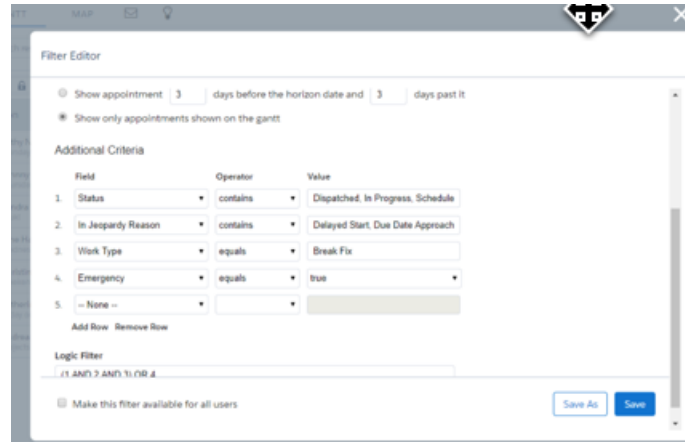 MAP
Filter Editor
Show appointment 3 days before the horizon date and 3 days past it
Show only appointments shown on the gantt
Additional Criteria
Field Operator Value
1. Status contains Dispatched, In Progress, Schedule
2. In Jeopardy Reason contains Delayed Start, Due Date Approach
3. Work Type equals Break Fix
4. Emergency equals true
5. -- None --
Add Row Remove Row
Logic Filter
(1 AND 2 AND 3) OR 4
Make this filter available for all users
Save As Save